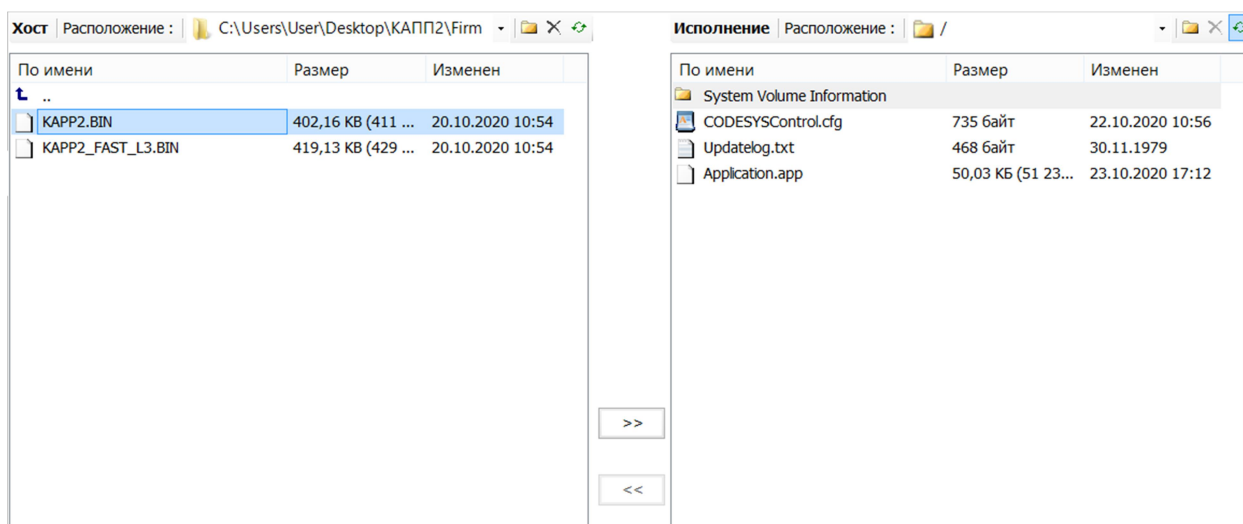 Хост Расположение : C:\Users\User\Desktop\КАПП2\Firm
По имени Размер Изменен
..
KAPP2.BIN 402,16 KB (411 ... 20.10.2020 10:54
KAPP2_FAST_L3.BIN 419,13 KB (429 ... 20.10.2020 10:54
>>
<<
Исполнение Расположение : /
По имени Размер Изменен
System Volume Information
CODESYSControl.cfg 735 байт 22.10.2020 10:56
Updatelog.txt 468 байт 30.11.1979
Application.app 50,03 КБ (51 23... 23.10.2020 17:12